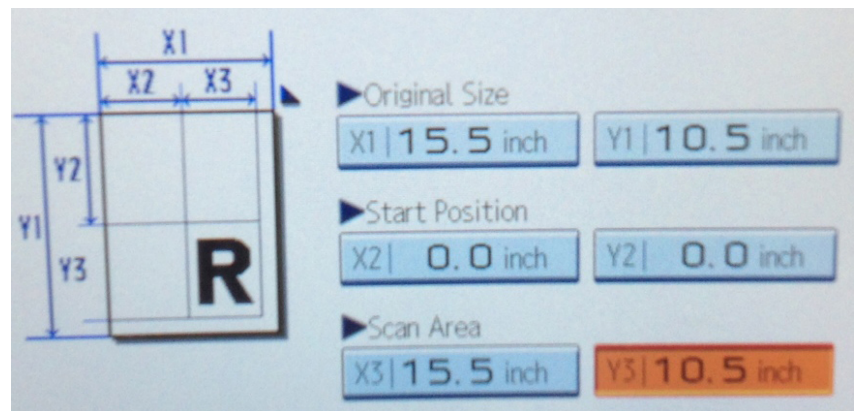 X1
X2 X3
Y2
Y1
Y3
R
▶Original Size
X1 | 15.5 inch Y1 | 10.5 inch
▶Start Position
X2 | 0.0 inch Y2 | 0.0 inch
▶Scan Area
X3 | 15.5 inch Y3 | 10.5 inch